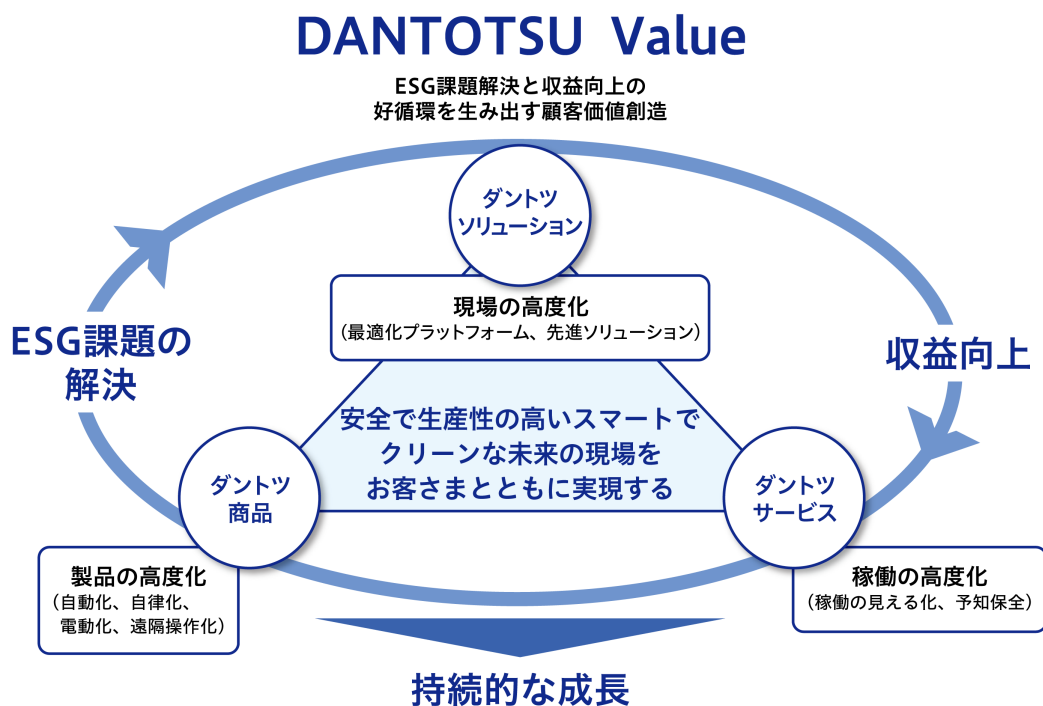 DANTOTSU Value
ESG課題解決と収益向上の
好循環を生み出す顧客価値創造
ダントツ
ソリューション
現場の高度化
（最適化プラットフォーム、先進ソリューション）
ESG課題の
解決
収益向上
安全で生産性の高いスマートで
クリーンな未来の現場を
お客さまとともに実現する
ダントツ
商品
ダントツ
サービス
製品の高度化
（自動化、自律化、
電動化、遠隔操作化）
稼働の高度化
（稼働の見える化、予知保全）
持続的な成長